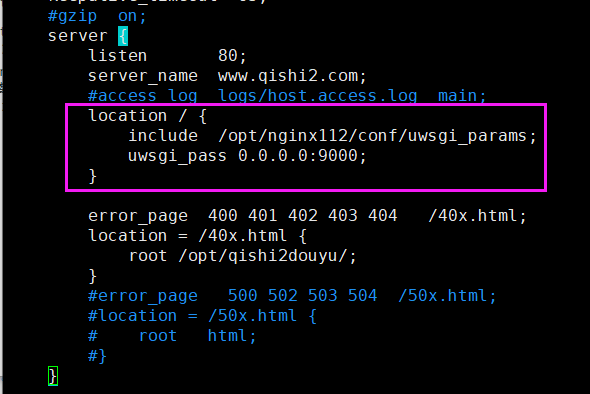 #gzip  on;
server {
    listen       80;
    server_name  www.qishi2.com;
    #access_log  logs/host.access.log  main;
    location / {
        include  /opt/nginx112/conf/uwsgi_params;
        uwsgi_pass 0.0.0.0:9000;
    }
    error_page  400 401 402 403 404   /40x.html;
    location = /40x.html {
        root /opt/qishi2douyu/;
    }
    #error_page   500 502 503 504  /50x.html;
    #location = /50x.html {
    #    root   html;
    #}
}